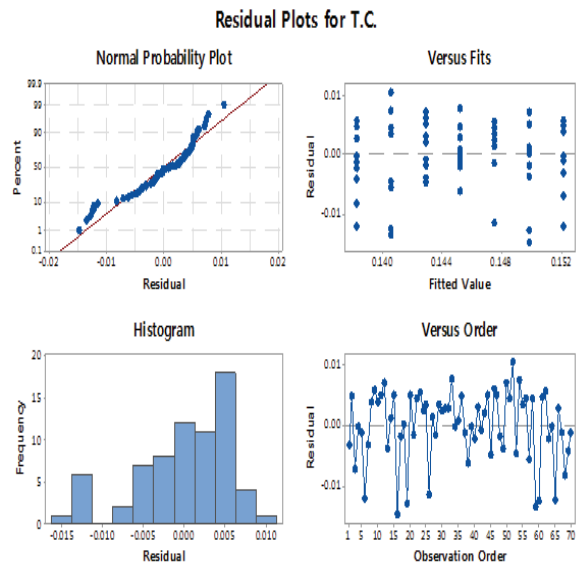 Residual Plots for T.C.
Normal Probability Plot
Percent
99.9
99
90
50
10
1
0.1
-0.02 -0.01 0.00 0.01 0.02
Residual
Versus Fits
Residual
0.01
0.00
-0.01
0.140 0.144 0.148 0.152
Fitted Value
Histogram
Frequency
20
15
10
5
0
-0.015 -0.010 -0.005 0.000 0.005 0.010
Residual
Versus Order
Residual
0.01
0.00
-0.01
1 5 10 15 20 25 30 35 40 45 50 55 60 65 70
Observation Order